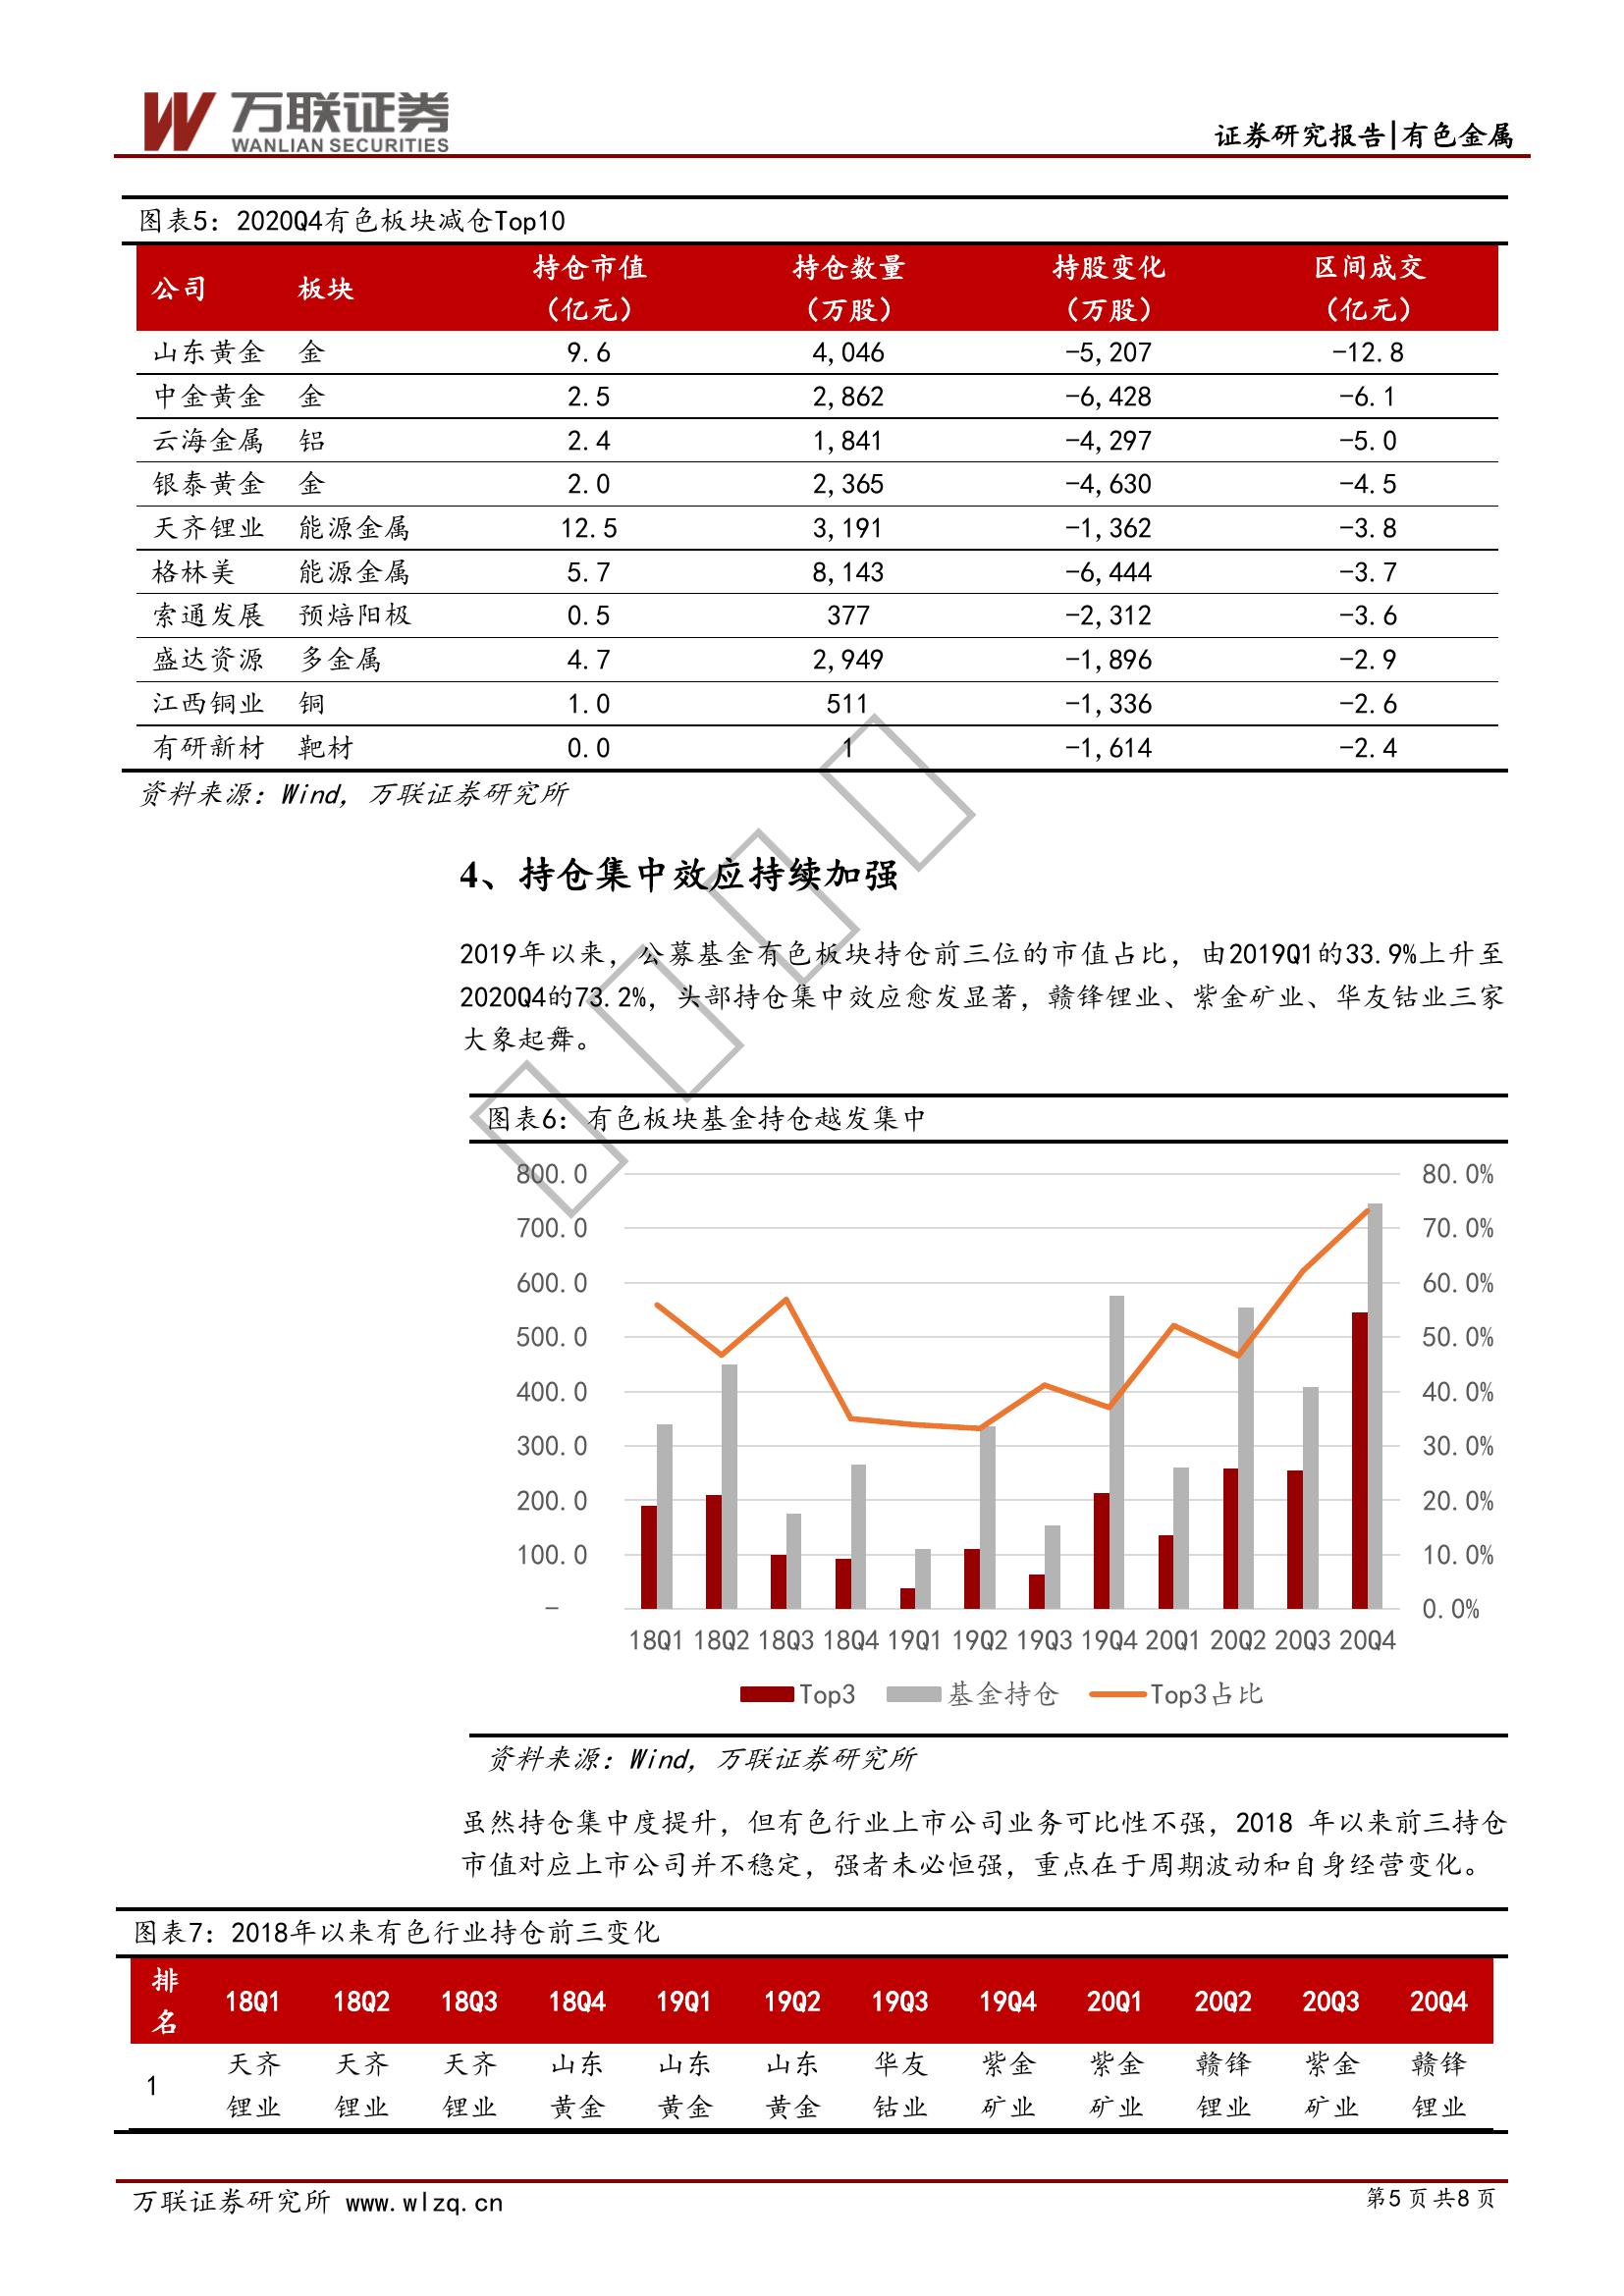 万联证券
WANLIAN SECURITIES
证券研究报告|有色金属
图表5：2020Q4有色板块减仓Top10
公司 板块 持仓市值（亿元） 持仓数量（万股） 持股变化（万股） 区间成交（亿元）
山东黄金 金 9.6 4,046 -5,207 -12.8
中金黄金 金 2.5 2,862 -6,428 -6.1
云海金属 铝 2.4 1,841 -4,297 -5.0
银泰黄金 金 2.0 2,365 -4,630 -4.5
天齐锂业 能源金属 12.5 3,191 -1,362 -3.8
格林美 能源金属 5.7 8,143 -6,444 -3.7
索通发展 预焙阳极 0.5 377 -2,312 -3.6
盛达资源 多金属 4.7 2,949 -1,896 -2.9
江西铜业 铜 1.0 511 -1,336 -2.6
有研新材 靶材 0.0 1 -1,614 -2.4
资料来源：Wind，万联证券研究所
4、持仓集中效应持续加强
2019年以来，公募基金有色板块持仓前三位的市值占比，由2019Q1的33.9%上升至
2020Q4的73.2%，头部持仓集中效应愈发显著，赣锋锂业、紫金矿业、华友钴业三家
大象起舞。
图表6：有色板块基金持仓越发集中
800.0 80.0%
700.0 70.0%
600.0 60.0%
500.0 50.0%
400.0 40.0%
300.0 30.0%
200.0 20.0%
100.0 10.0%
– 0.0%
18Q1 18Q2 18Q3 18Q4 19Q1 19Q2 19Q3 19Q4 20Q1 20Q2 20Q3 20Q4
Top3 基金持仓 Top3占比
资料来源：Wind，万联证券研究所
虽然持仓集中度提升，但有色行业上市公司业务可比性不强，2018 年以来前三持仓
市值对应上市公司并不稳定，强者未必恒强，重点在于周期波动和自身经营变化。
图表7：2018年以来有色行业持仓前三变化
排名 18Q1 18Q2 18Q3 18Q4 19Q1 19Q2 19Q3 19Q4 20Q1 20Q2 20Q3 20Q4
1 天齐锂业 天齐锂业 天齐锂业 山东黄金 山东黄金 山东黄金 华友钴业 紫金矿业 紫金矿业 赣锋锂业 紫金矿业 赣锋锂业
万联证券研究所 www.wlzq.cn
第5页共8页